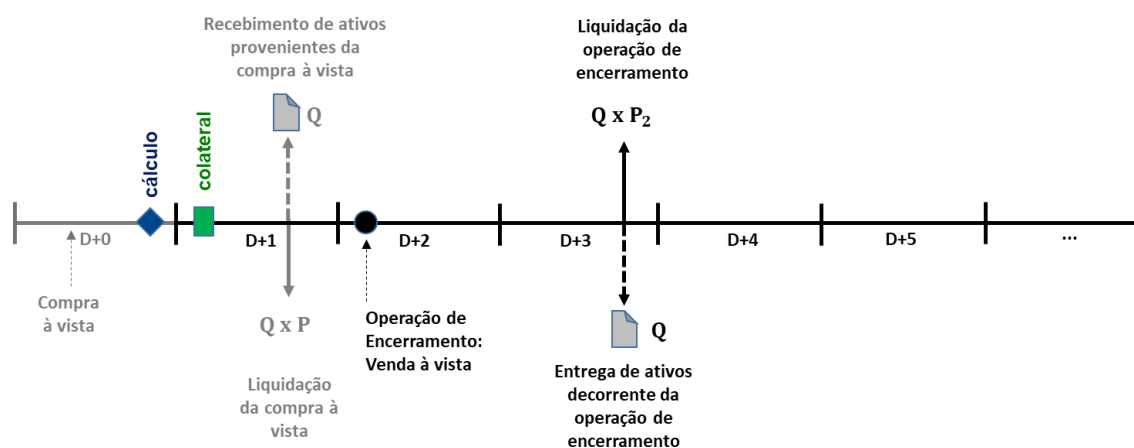 Recebimento de ativos
provenientes da
compra à vista
Q
Liquidação da
operação de
encerramento
Q x P₂
cálculo
colateral
D+0
D+1
D+2
D+3
D+4
D+5
...
Compra
à vista
Q x P
Liquidação
da compra à
vista
Operação de
Encerramento:
Venda à vista
Q
Entrega de ativos
decorrente da
operação de
encerramento